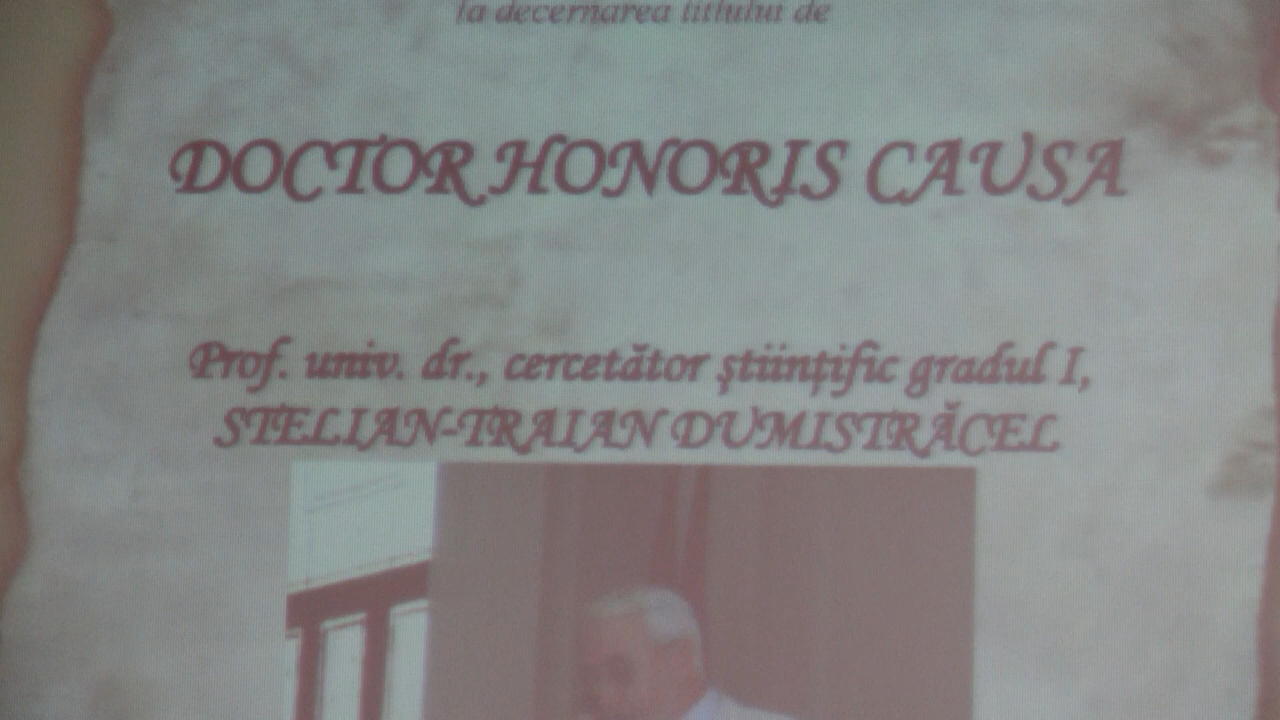 la decernarea titlului de
DOCTOR HONORIS CAUSA
Prof. univ. dr., cercetător ştiinţific gradul I,
STELIAN-TRAIAN DUMISTRĂCEL